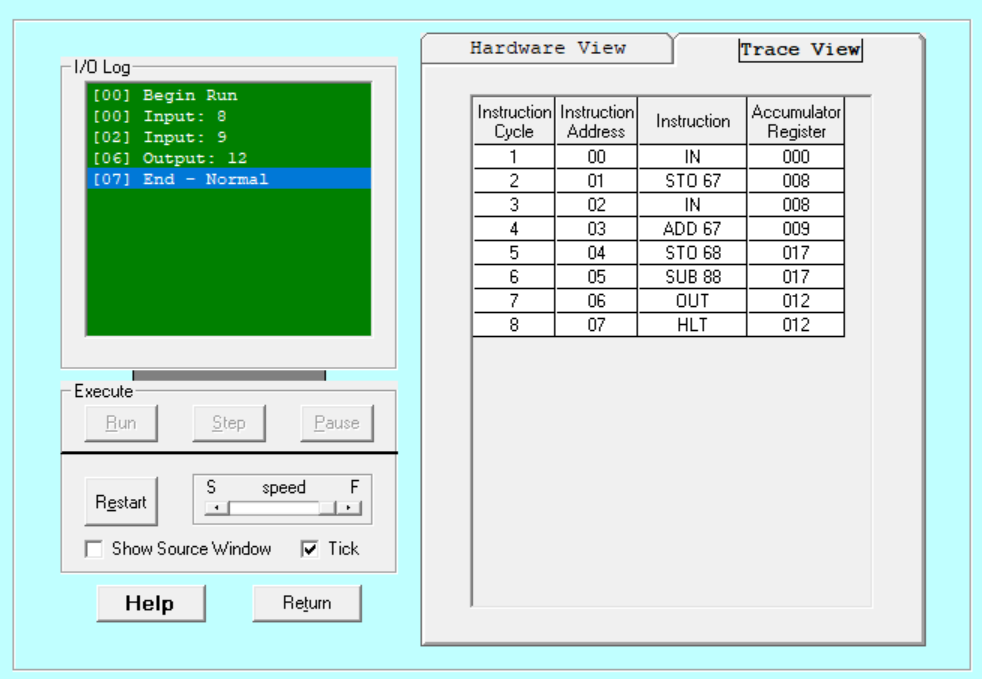 Hardware View
Trace View
I/O Log
[00] Begin Run
[00] Input: 8
[02] Input: 9
[06] Output: 12
[07] End - Normal
Instruction Cycle Instruction Address Instruction Accumulator Register
1 00 IN 000
2 01 STO 67 008
3 02 IN 008
4 03 ADD 67 009
5 04 STO 68 017
6 05 SUB 88 017
7 06 OUT 012
8 07 HLT 012
Execute
Run Step Pause
Restart
S speed F
Show Source Window Tick
Help Return